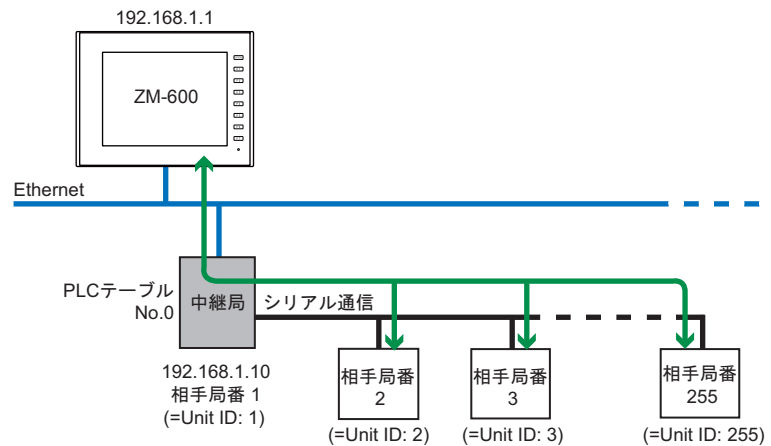 192.168.1.1
ZM-600
Ethernet
PLCテーブル
No.0
中継局
シリアル通信
192.168.1.10
相手局番 1
(=Unit ID: 1)
相手局番
2
(=Unit ID: 2)
相手局番
3
(=Unit ID: 3)
相手局番
255
(=Unit ID: 255)